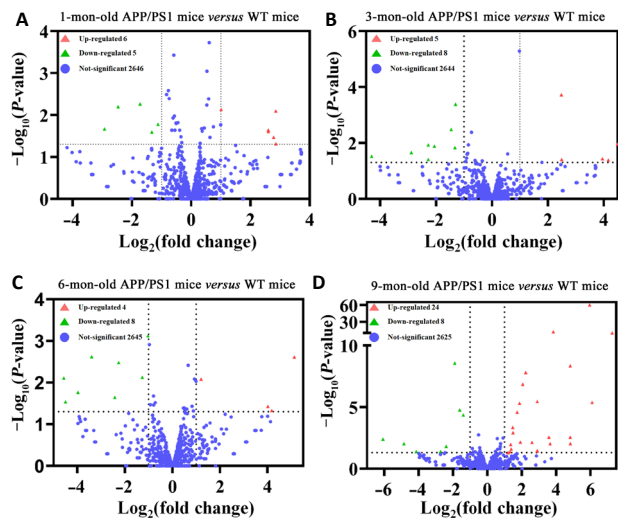 A
1-mon-old APP/PS1 mice versus WT mice
Up-regulated 6
Down-regulated 5
Not-significant 2646
−Log10(P-value)
4
3
2
1
0
−4
−2
0
2
4
Log2(fold change)
B
3-mon-old APP/PS1 mice versus WT mice
Up-regulated 5
Down-regulated 8
Not-significant 2644
−Log10(P-value)
6
4
2
0
−4
−2
0
2
4
Log2(fold change)
C
6-mon-old APP/PS1 mice versus WT mice
Up-regulated 4
Down-regulated 8
Not-significant 2645
−Log10(P-value)
4
3
2
1
0
−4
−2
0
2
4
Log2(fold change)
D
9-mon-old APP/PS1 mice versus WT mice
Up-regulated 24
Down-regulated 8
Not-significant 2625
−Log10(P-value)
60
30
10
5
0
−6
−4
−2
0
2
4
6
Log2(fold change)